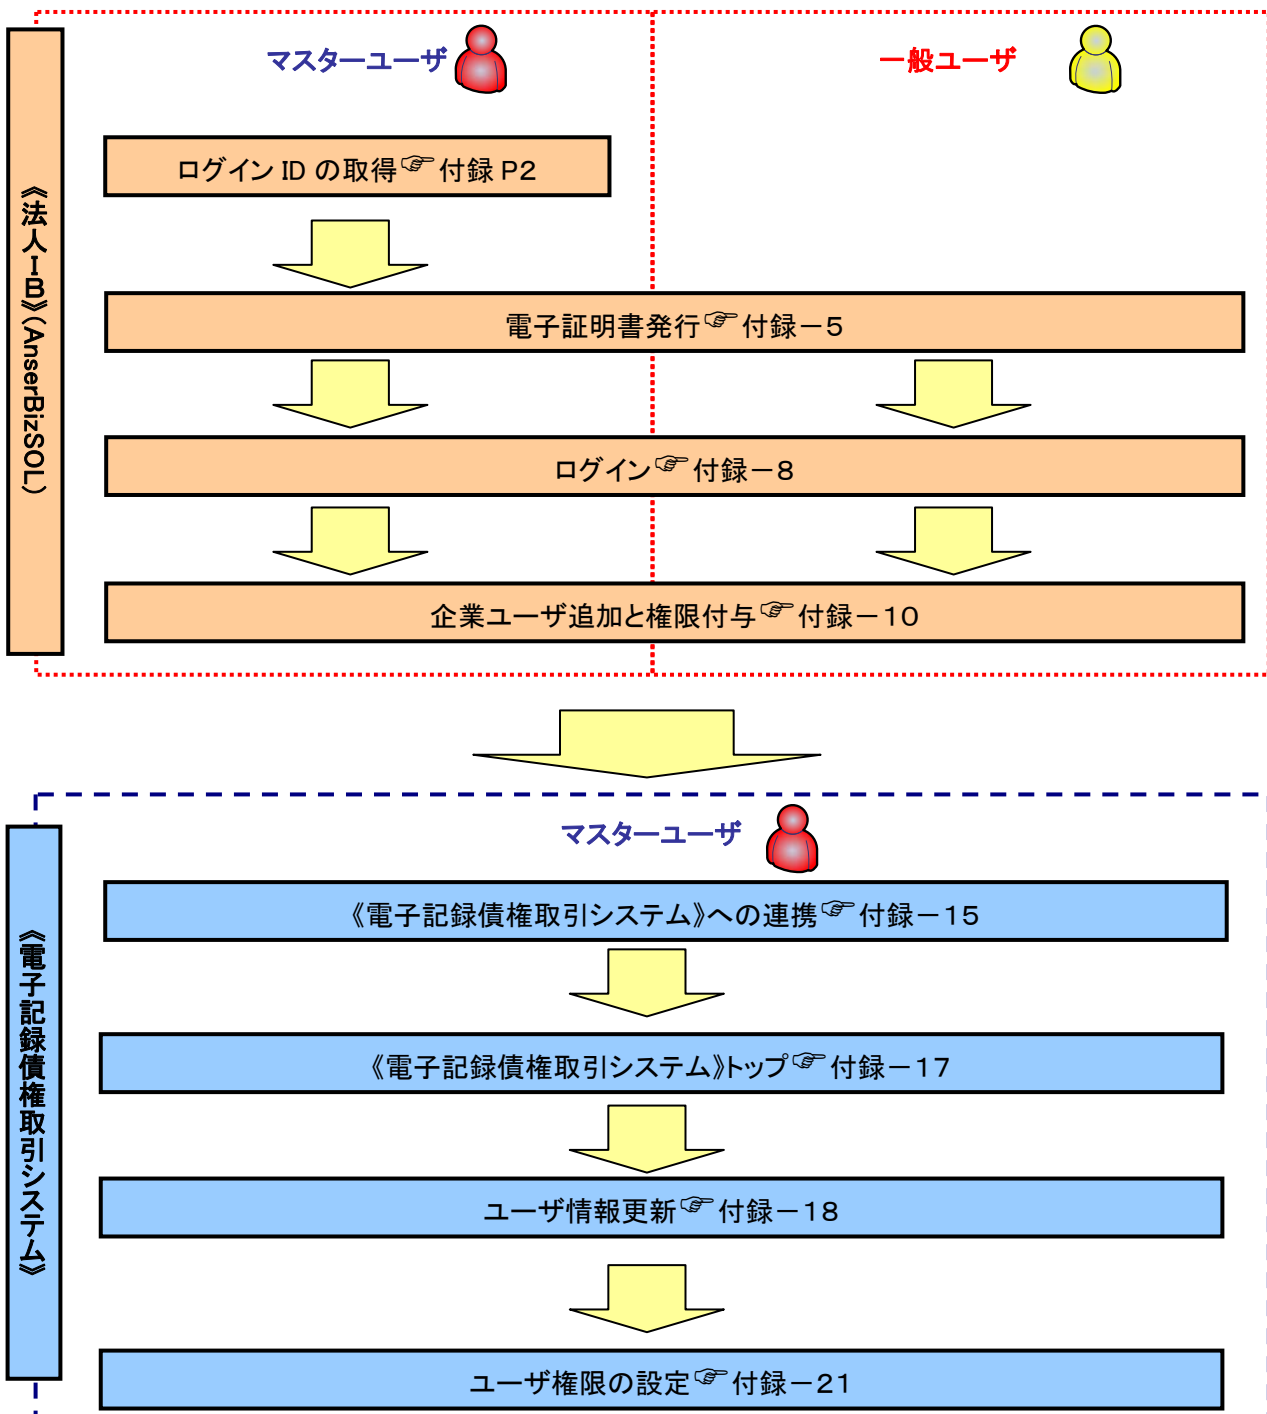 マスターユーザ
一般ユーザ
《法人IB》(AnserBizSOL)
ログイン ID の取得☞付録 P2
電子証明書発行☞付録－5
ログイン☞付録－8
企業ユーザ追加と権限付与☞付録－10
マスターユーザ
《電子記録債権取引システム》
《電子記録債権取引システム》への連携☞付録－15
《電子記録債権取引システム》トップ☞付録－17
ユーザ情報更新☞付録－18
ユーザ権限の設定☞付録－21